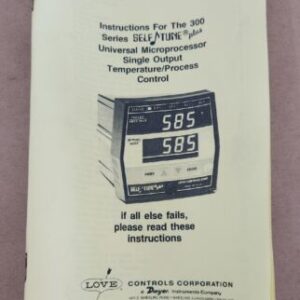 Instructions For The 300
Series SELF TUNE® plus
Universal Microprocessor
Single Output
Temperature/Process
Control
585
585
if all else fails,
please read these
instructions
LOVE
CONTROLS CORPORATION
a Dwyer Instruments Company